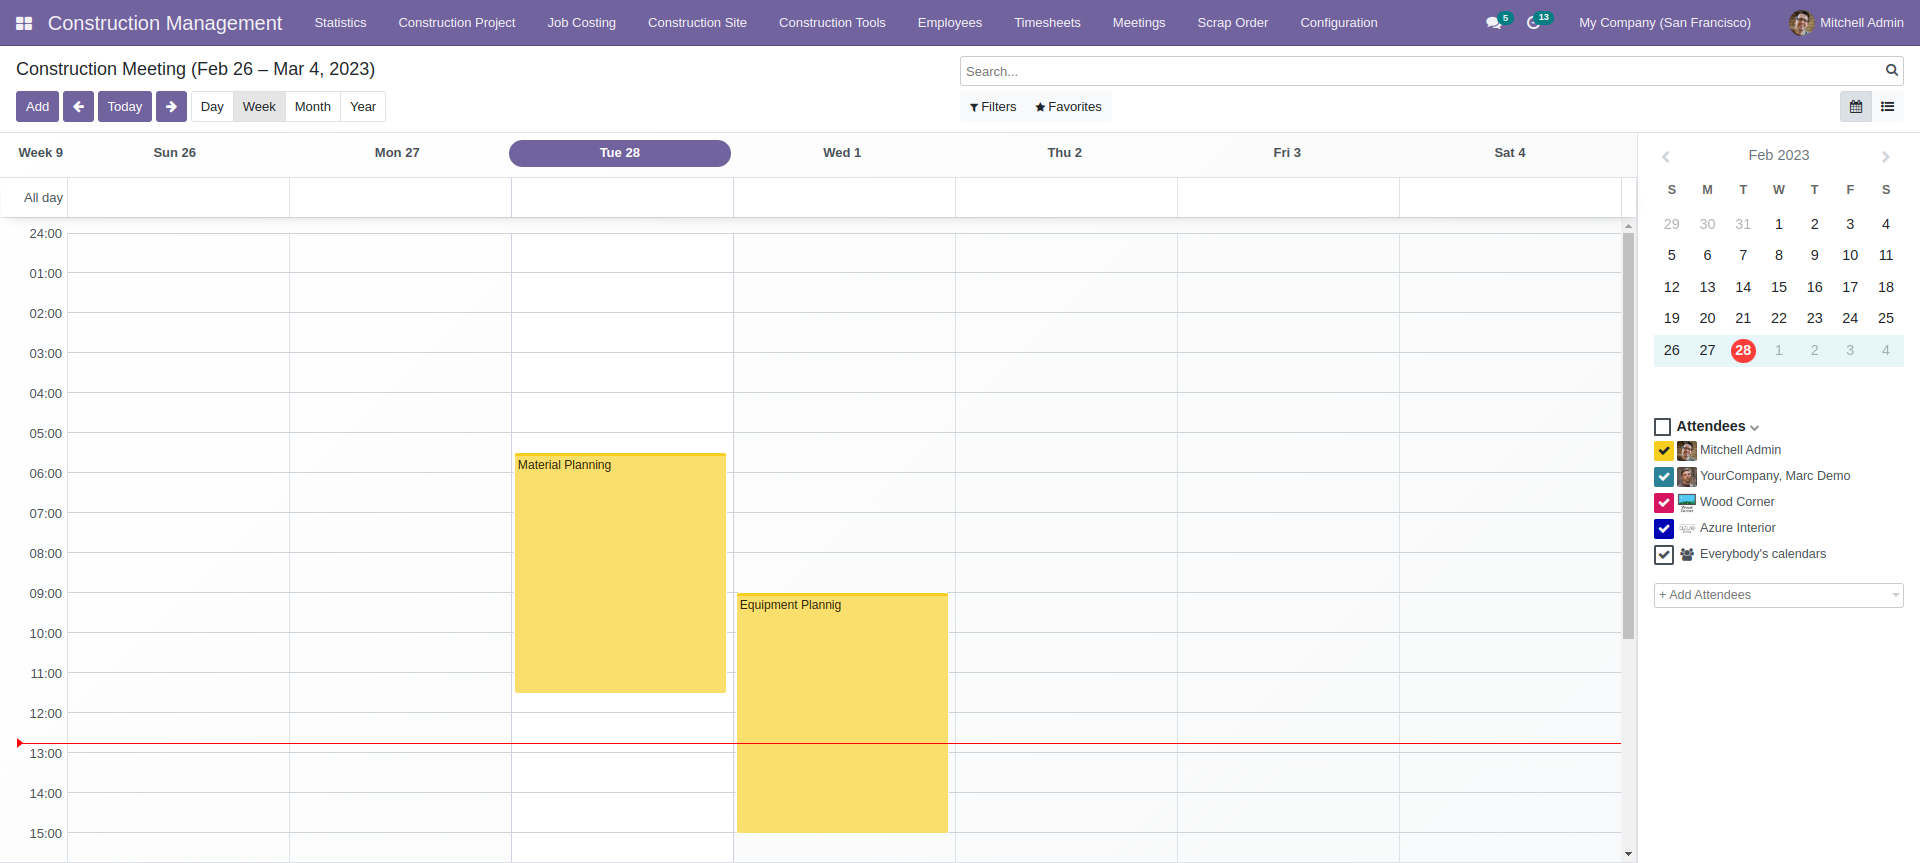 Construction Management Statistics Construction Project Job Costing Construction Site Construction Tools Employees Timesheets Meetings Scrap Order Configuration 5 13 My Company (San Francisco) Mitchell Admin
Construction Meeting (Feb 26 – Mar 4, 2023)
Search...
Add Today Day Week Month Year
Filters Favorites
Week 9 Sun 26 Mon 27 Tue 28 Wed 1 Thu 2 Fri 3 Sat 4
All day
24:00
01:00
02:00
03:00
04:00
05:00
Material Planning
06:00
07:00
08:00
09:00
Equipment Plannig
10:00
11:00
12:00
13:00
14:00
15:00
Feb 2023
S M T W T F S
29 30 31 1 2 3 4
5 6 7 8 9 10 11
12 13 14 15 16 17 18
19 20 21 22 23 24 25
26 27 28 1 2 3 4
Attendees
Mitchell Admin
YourCompany, Marc Demo
Wood Corner
Azure Interior
Everybody's calendars
+ Add Attendees